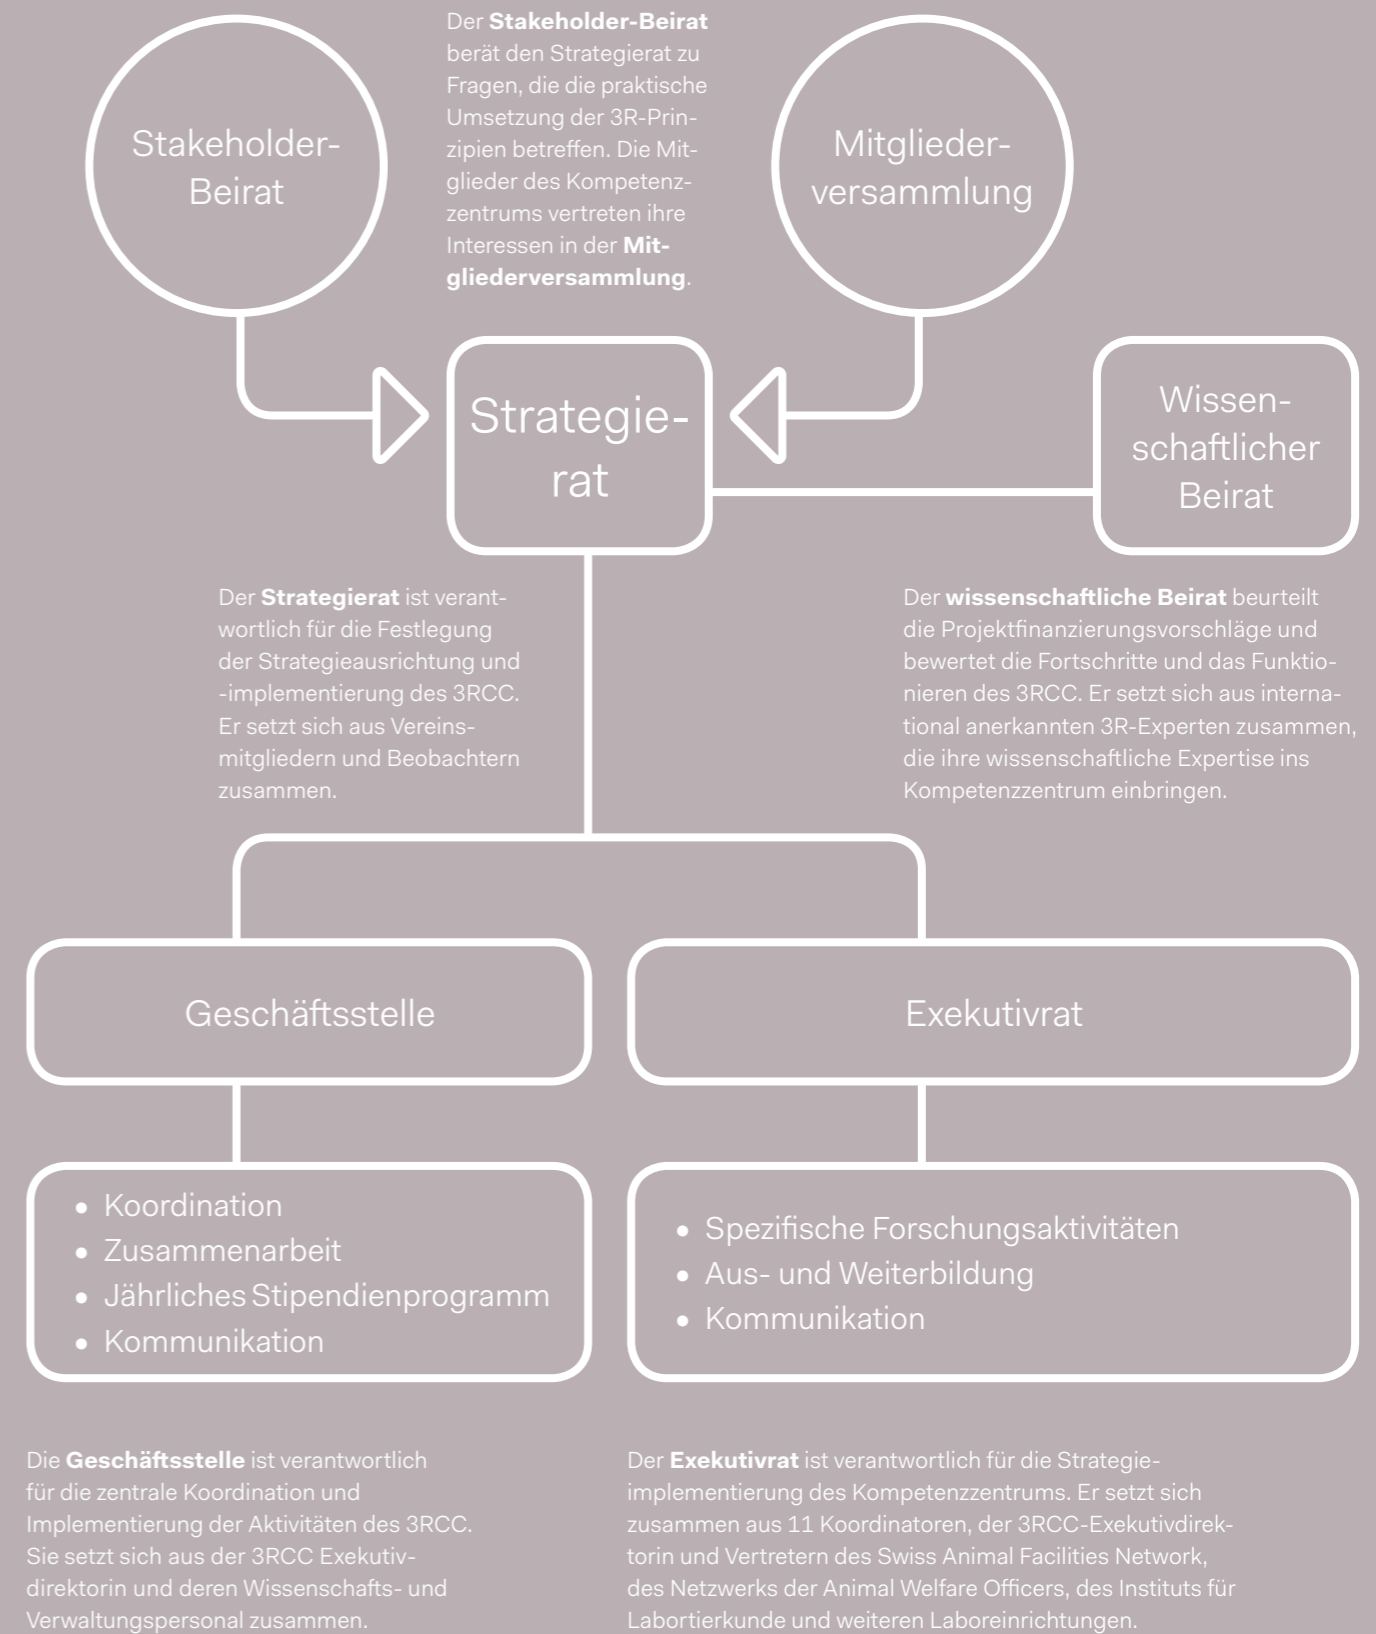 Stakeholder-
Beirat
Der Stakeholder-Beirat
berät den Strategierat zu
Fragen, die die praktische
Umsetzung der 3R-Prin-
zipien betreffen. Die Mit-
glieder des Kompetenz-
zentrums vertreten ihre
Interessen in der Mit-
gliederversammlung.
Mitglieder-
versammlung
Strategie-
rat
Wissen-
schaftlicher
Beirat
Der Strategierat ist verant-
wortlich für die Festlegung
der Strategieausrichtung und
-implementierung des 3RCC.
Er setzt sich aus Vereins-
mitgliedern und Beobachtern
zusammen.
Der wissenschaftliche Beirat beurteilt
die Projektfinanzierungsvorschläge und
bewertet die Fortschritte und das Funktio-
nieren des 3RCC. Er setzt sich aus interna-
tional anerkannten 3R-Experten zusammen,
die ihre wissenschaftliche Expertise ins
Kompetenzzentrum einbringen.
Geschäftsstelle
Exekutivrat
• Koordination
• Zusammenarbeit
• Jährliches Stipendienprogramm
• Kommunikation
• Spezifische Forschungsaktivitäten
• Aus- und Weiterbildung
• Kommunikation
Die Geschäftsstelle ist verantwortlich
für die zentrale Koordination und
Implementierung der Aktivitäten des 3RCC.
Sie setzt sich aus der 3RCC Exekutiv-
direktorin und deren Wissenschafts- und
Verwaltungspersonal zusammen.
Der Exekutivrat ist verantwortlich für die Strategie-
implementierung des Kompetenzzentrums. Er setzt sich
zusammen aus 11 Koordinatoren, der 3RCC-Exekutivdirek-
torin und Vertretern des Swiss Animal Facilities Network,
des Netzwerks der Animal Welfare Officers, des Instituts für
Labortierkunde und weiteren Laboreinrichtungen.